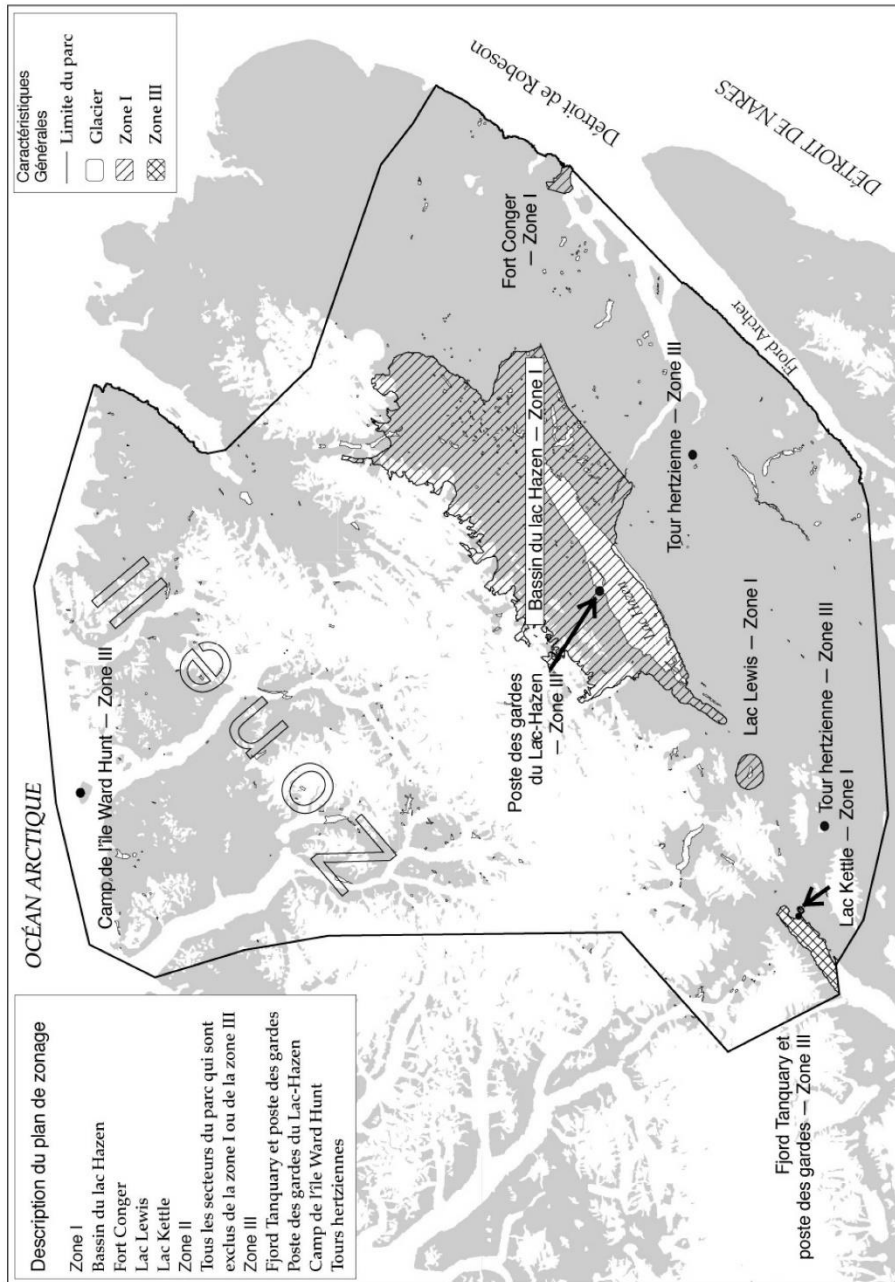 OCÉAN ARCTIQUE
Description du plan de zonage
Zone I
Bassin du lac Hazen
Fort Conger
Lac Lewis
Lac Kettle
Zone II
Tous les secteurs du parc qui sont
exclus de la zone I ou de la zone III
Zone III
Fjord Tanquary et poste des gardes
Poste des gardes du Lac-Hazen
Camp de l'île Ward Hunt
Tours hertziennes
Caractéristiques
Générales
Limite du parc
Glacier
Zone I
Zone III
Camp de l'île Ward Hunt — Zone III
Zone II
Détroit de Robeson
DÉTROIT DE NARES
Fort Conger
— Zone I
Bassin du lac Hazen — Zone I
Lac Hazen
Poste des gardes
du Lac-Hazen
— Zone III
Fjord Archer
Tour hertzienne — Zone III
Lac Lewis — Zone I
Tour hertzienne — Zone III
Lac Kettle — Zone I
Fjord Tanquary et
poste des gardes — Zone III